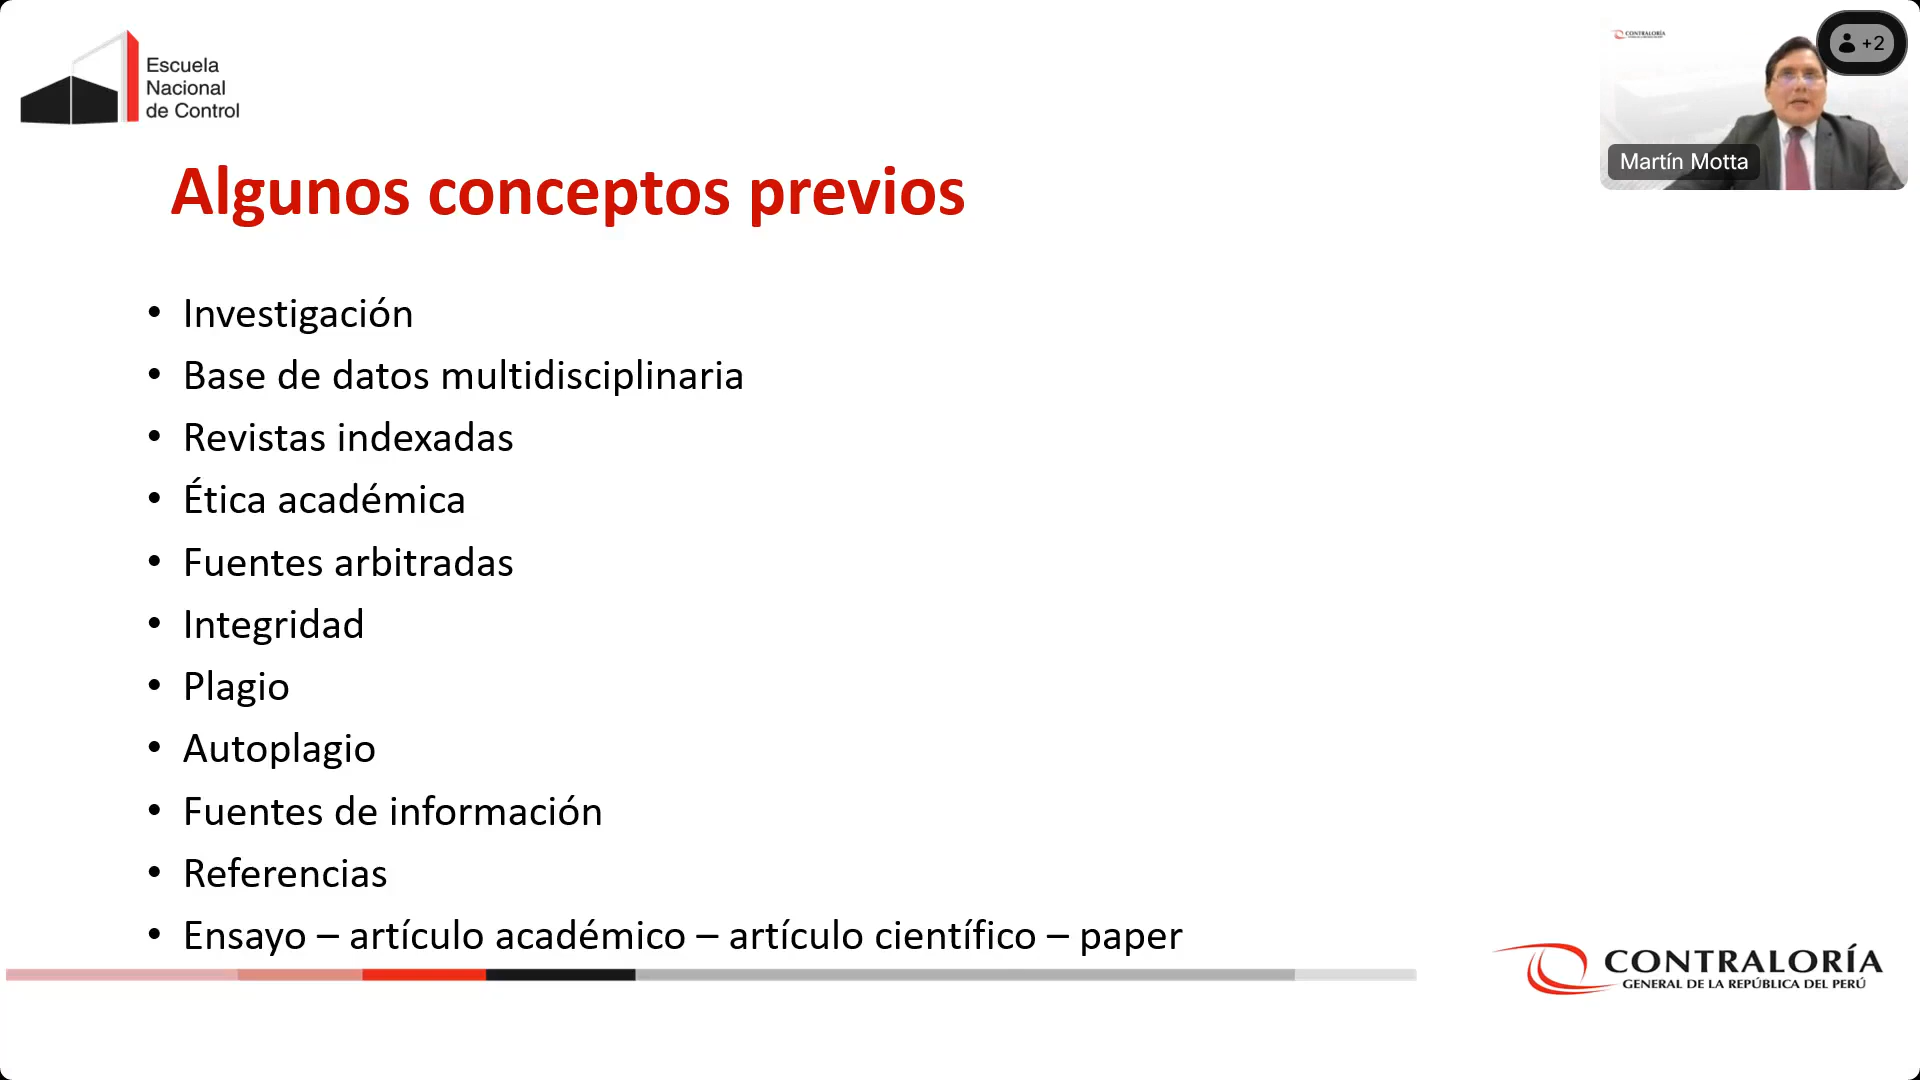 Escuela
Nacional
de Control
CONTRALORÍA
+2
Martín Motta
Algunos conceptos previos
• Investigación
• Base de datos multidisciplinaria
• Revistas indexadas
• Ética académica
• Fuentes arbitradas
• Integridad
• Plagio
• Autoplagio
• Fuentes de información
• Referencias
• Ensayo – artículo académico – artículo científico – paper
CONTRALORÍA
GENERAL DE LA REPÚBLICA DEL PERÚ